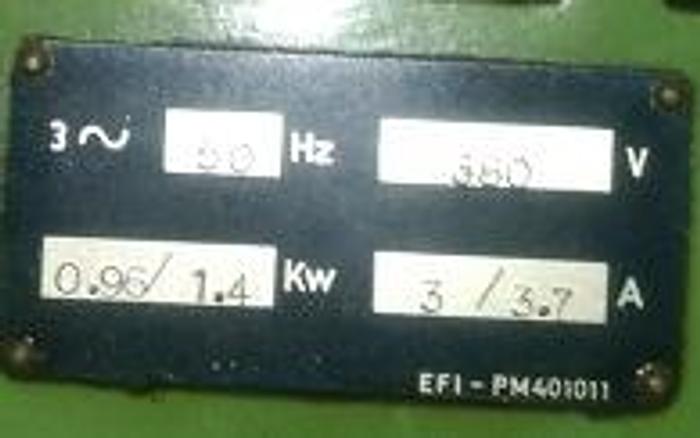 3~ 50 Hz 380 V
0.96/ 1.4 Kw 3 / 3.7 A
EFI - PM401011